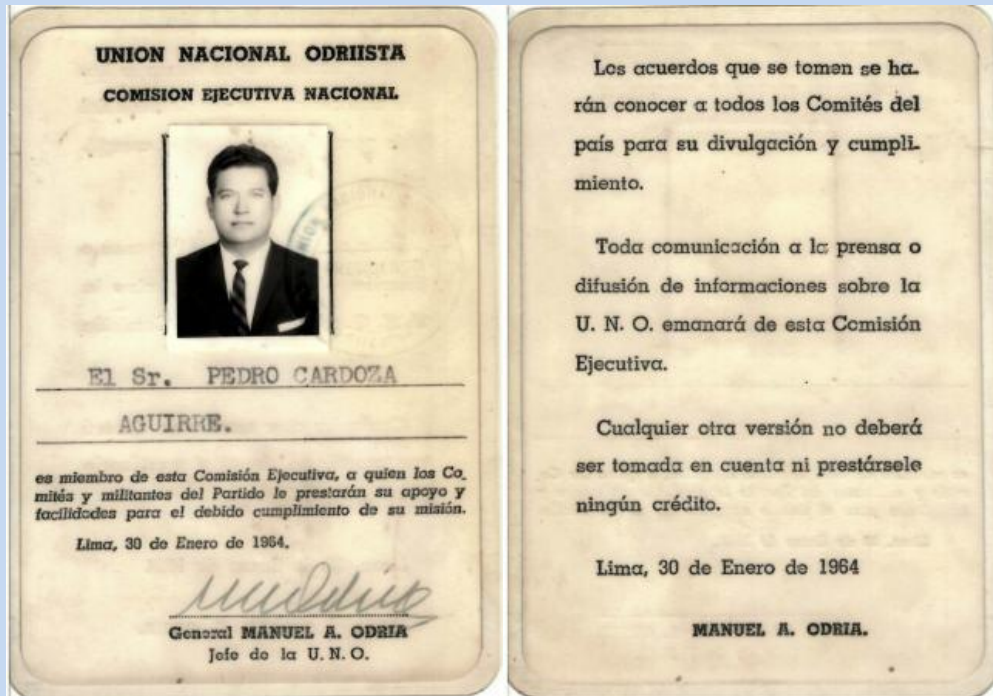 UNION NACIONAL ODRIISTA
COMISION EJECUTIVA NACIONAL
El Sr. PEDRO CARDOZA
AGUIRRE.
es miembro de esta Comisión Ejecutiva, a quien los Co-
mités y militantes del Partido le prestarán su apoyo y
facilidades para el debido cumplimiento de su misión.
Lima, 30 de Enero de 1964.
General MANUEL A. ODRIA
Jefe de la U. N. O.
Los acuerdos que se tomen se ha-
rán conocer a todos los Comités del
país para su divulgación y cumpli-
miento.
Toda comunicación a la prensa o
difusión de informaciones sobre la
U. N. O. emanará de esta Comisión
Ejecutiva.
Cualquier otra versión no deberá
ser tomada en cuenta ni prestársele
ningún crédito.
Lima, 30 de Enero de 1964
MANUEL A. ODRIA.